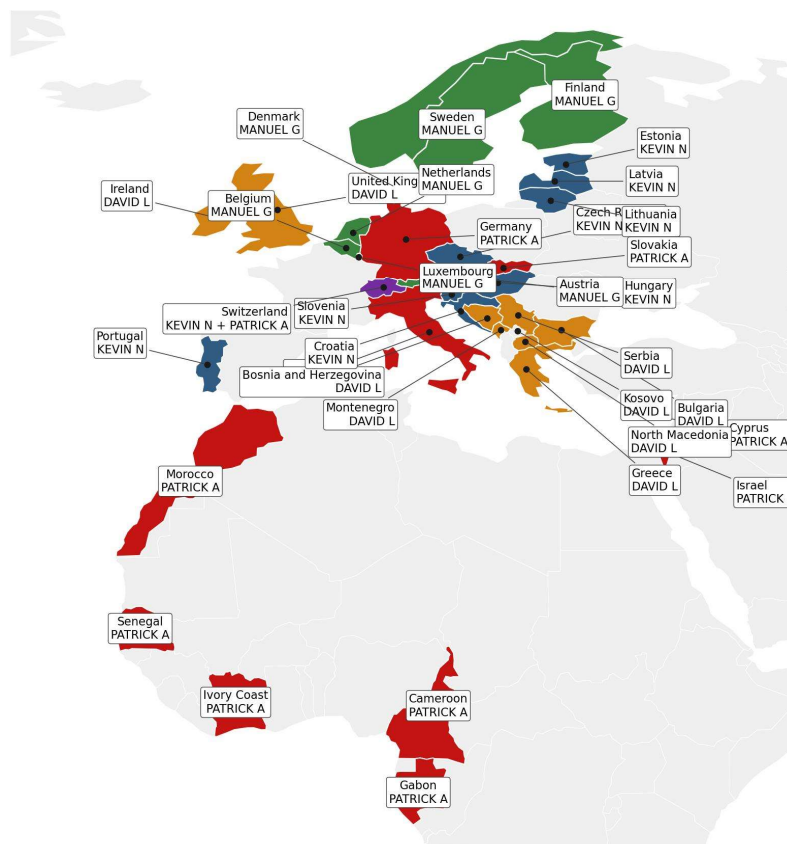 Denmark
MANUEL G
Finland
MANUEL G
Sweden
MANUEL G
Estonia
KEVIN N
Latvia
KEVIN N
Ireland
DAVID L
Belgium
MANUEL G
United King
DAVID L
Netherlands
MANUEL G
Czech R
KEVIN N
Lithuania
KEVIN N
Germany
PATRICK A
Slovakia
PATRICK A
Luxembourg
MANUEL G
Austria
MANUEL G
Hungary
KEVIN N
Switzerland
KEVIN N + PATRICK A
Slovenia
KEVIN N
Portugal
KEVIN N
Croatia
KEVIN N
Serbia
DAVID L
Bosnia and Herzegovina
DAVID L
Montenegro
DAVID L
Kosovo
DAVID L
Bulgaria
DAVID L
North Macedonia
DAVID L
Cyprus
PATRICK A
Greece
DAVID L
Israel
PATRICK
Morocco
PATRICK A
Senegal
PATRICK A
Ivory Coast
PATRICK A
Cameroon
PATRICK A
Gabon
PATRICK A